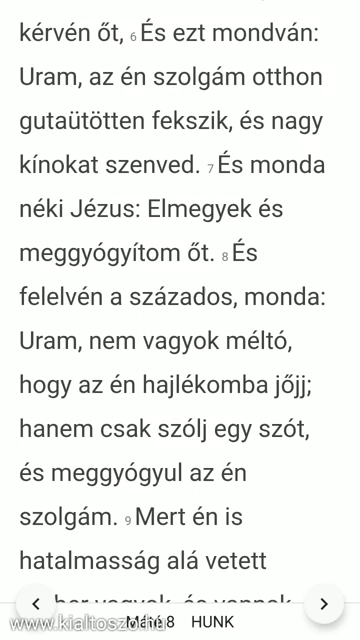 kérvén őt, 6 És ezt mondván:
Uram, az én szolgám otthon
gutaütötten fekszik, és nagy
kínokat szenved. 7 És monda
néki Jézus: Elmegyek és
meggyógyítom őt. 8 És
felelvén a százados, monda:
Uram, nem vagyok méltó,
hogy az én hajlékomba jőjj;
hanem csak szólj egy szót,
és meggyógyul az én
szolgám. 9 Mert én is
hatalmasság alá vetett
vagyok, és vannak
Máté 8 HUNK
www.kialtoszo.hu